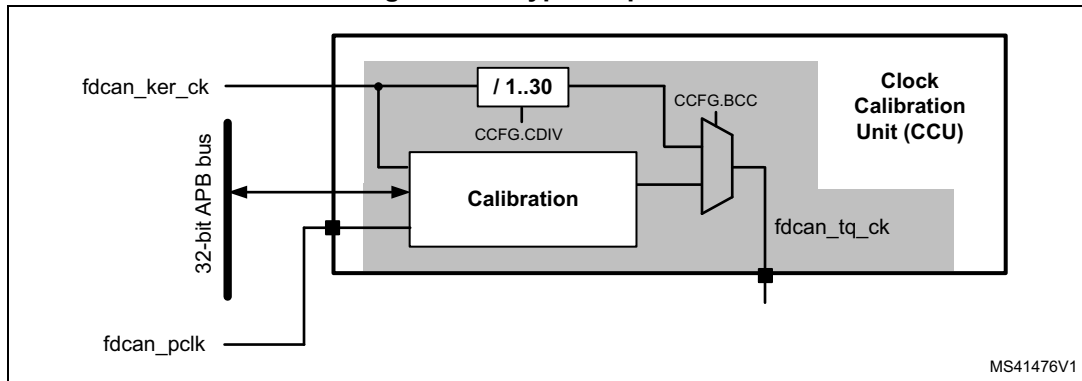 fdcan_ker_ck
/ 1..30
CCFG.CDIV
CCFG.BCC
Clock
Calibration
Unit (CCU)
32-bit APB bus
Calibration
fdcan_tq_ck
fdcan_pclk
MS41476V1